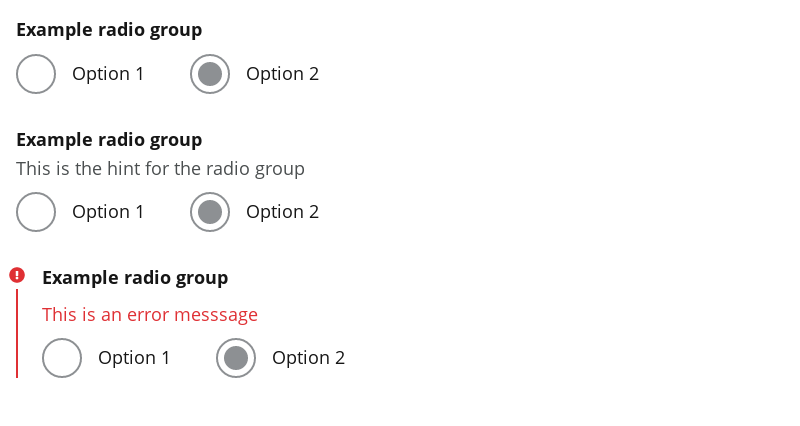 Example radio group
Option 1 Option 2
Example radio group
This is the hint for the radio group
Option 1 Option 2
Example radio group
This is an error messsage
Option 1 Option 2